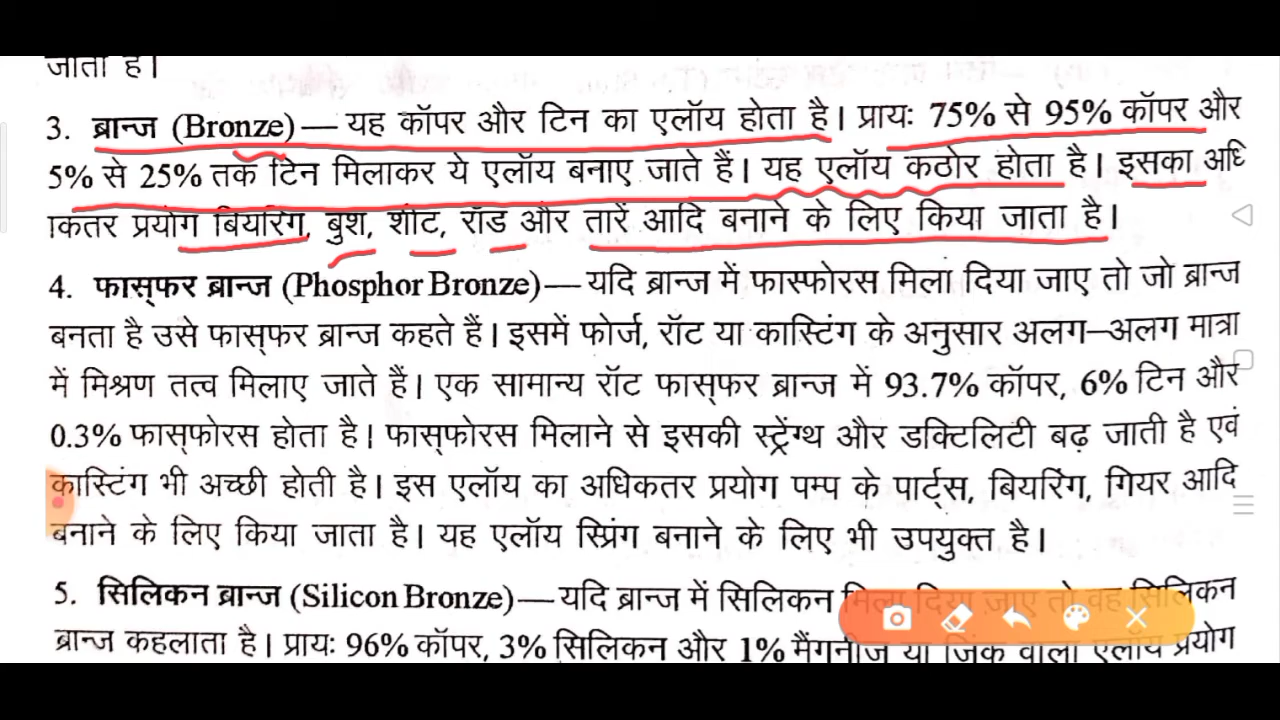 जाता है।
3. ब्रान्ज (Bronze)— यह कॉपर और टिन का एलॉय होता है। प्रायः 75% से 95% कॉपर और
5% से 25% तक टिन मिलाकर ये एलॉय बनाए जाते हैं। यह एलॉय कठोर होता है। इसका अधि
कतर प्रयोग बियरिंग, बुश, शीट, रॉड और तारें आदि बनाने के लिए किया जाता है।
4. फास्‌फर ब्रान्ज (Phosphor Bronze)—यदि ब्रान्ज में फास्फोरस मिला दिया जाए तो जो ब्रान्ज
बनता है उसे फास्‌फर ब्रान्ज कहते हैं। इसमें फोर्ज, रॉट या कास्टिंग के अनुसार अलग–अलग मात्रा
में मिश्रण तत्व मिलाए जाते हैं। एक सामान्य रॉट फास्‌फर ब्रान्ज में 93.7% कॉपर, 6% टिन और
0.3% फास्‌फोरस होता है। फास्‌फोरस मिलाने से इसकी स्ट्रेंग्थ और डक्टिलिटी बढ़ जाती है एवं
कास्टिंग भी अच्छी होती है। इस एलॉय का अधिकतर प्रयोग पम्प के पार्ट्स, बियरिंग, गियर आदि
बनाने के लिए किया जाता है। यह एलॉय स्प्रिंग बनाने के लिए भी उपयुक्त है।
5. सिलिकन ब्रान्ज (Silicon Bronze)—यदि ब्रान्ज में सिलिकन मिला दिया जाए तो वह सिलिकन
ब्रान्ज कहलाता है। प्रायः 96% कॉपर, 3% सिलिकन और 1% मैंगनीज या जिंक वाला एलॉय प्रयोग